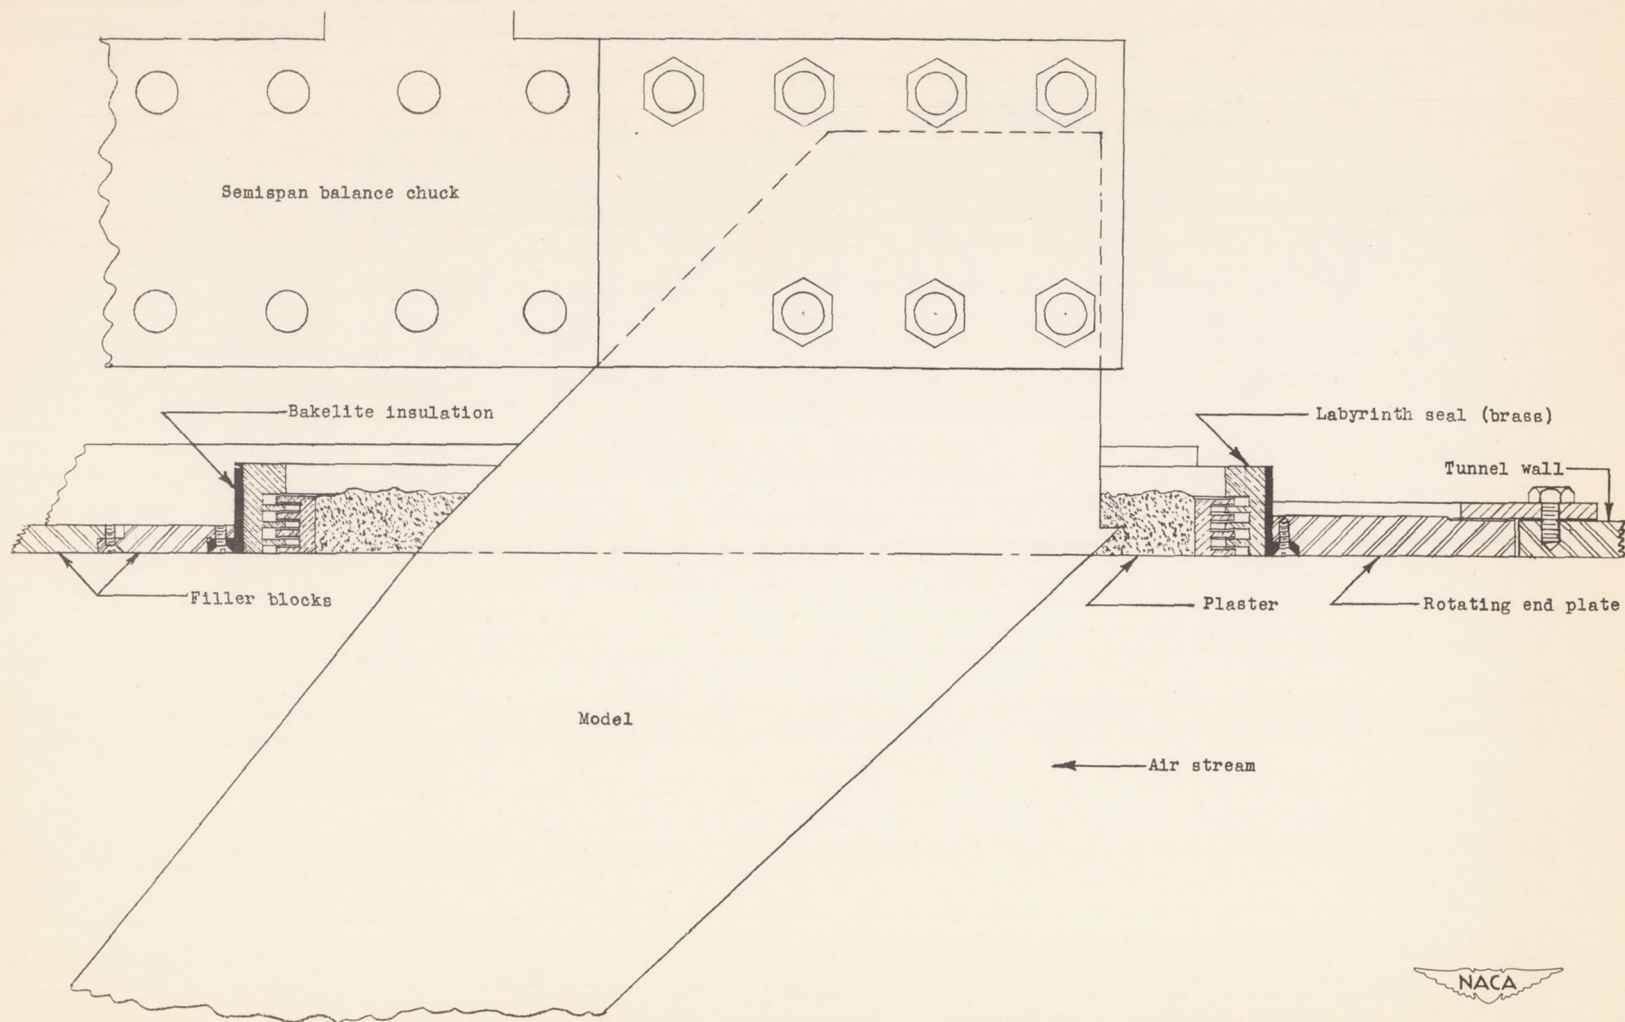 Semispan balance chuck
Bakelite insulation
Labyrinth seal (brass)
Tunnel wall
Filler blocks
Plaster
Rotating end plate
Model
Air stream
NACA